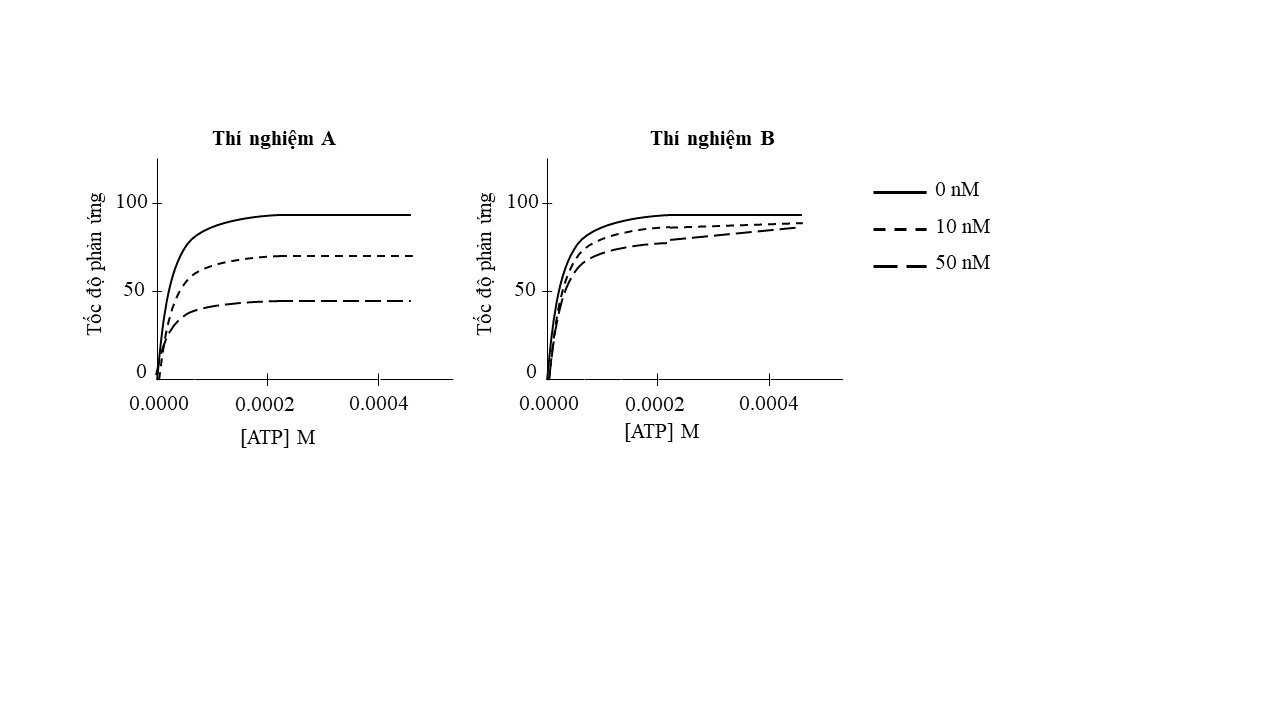 Thí nghiệm A
Tốc độ phản ứng
100
50
0
0.0000
0.0002
0.0004
[ATP] M
Thí nghiệm B
Tốc độ phản ứng
100
50
0
0.0000
0.0002
0.0004
[ATP] M
0 nM
10 nM
50 nM